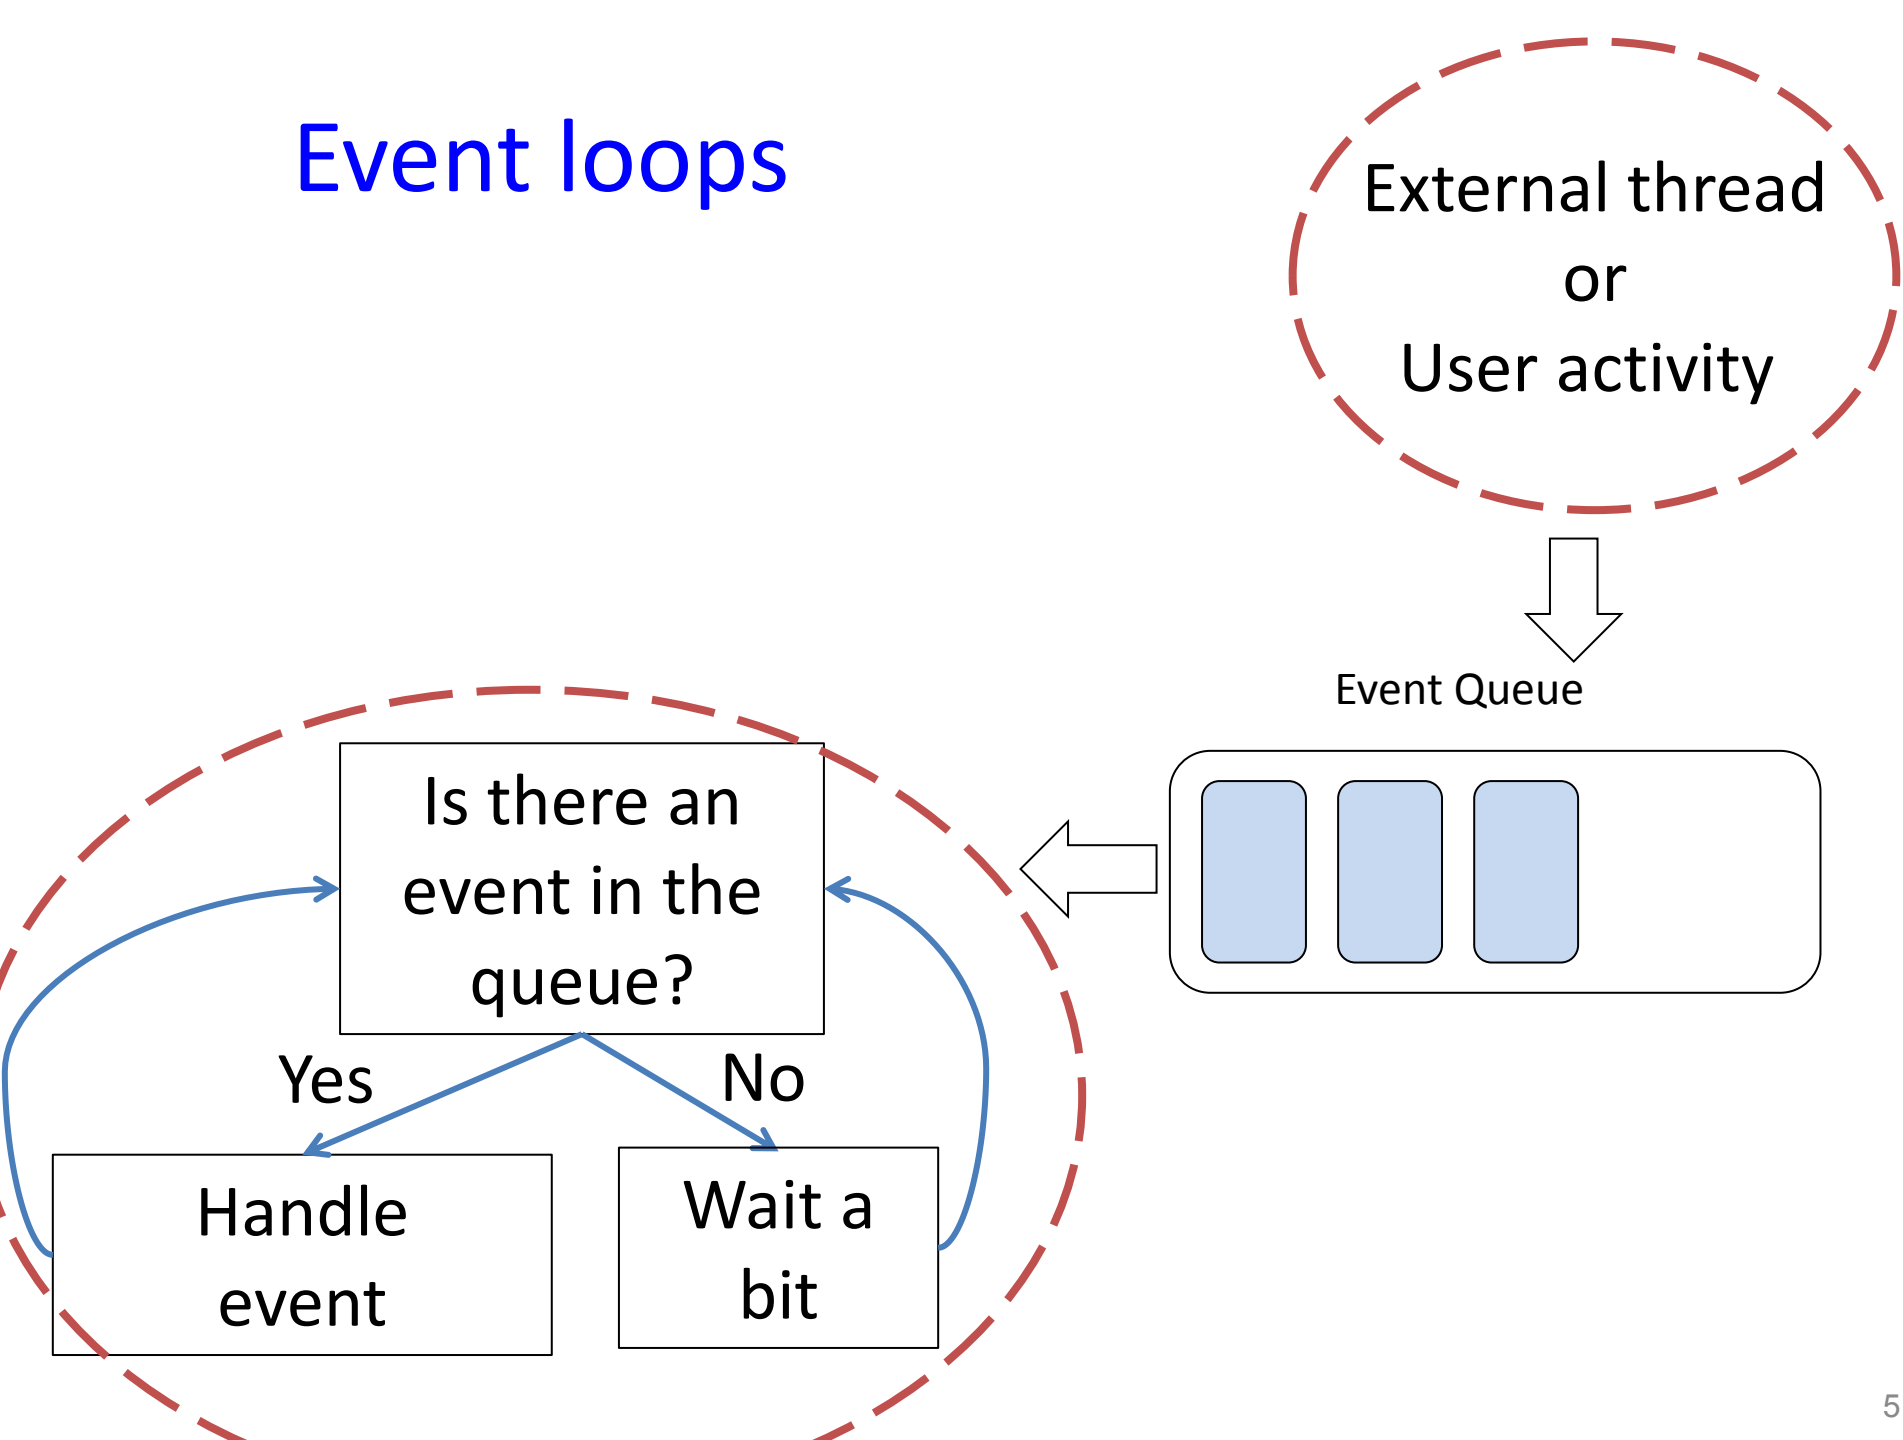 Event loops
External thread
or
User activity
Event Queue
Is there an
event in the
queue?
Yes
No
Handle
event
Wait a
bit
5